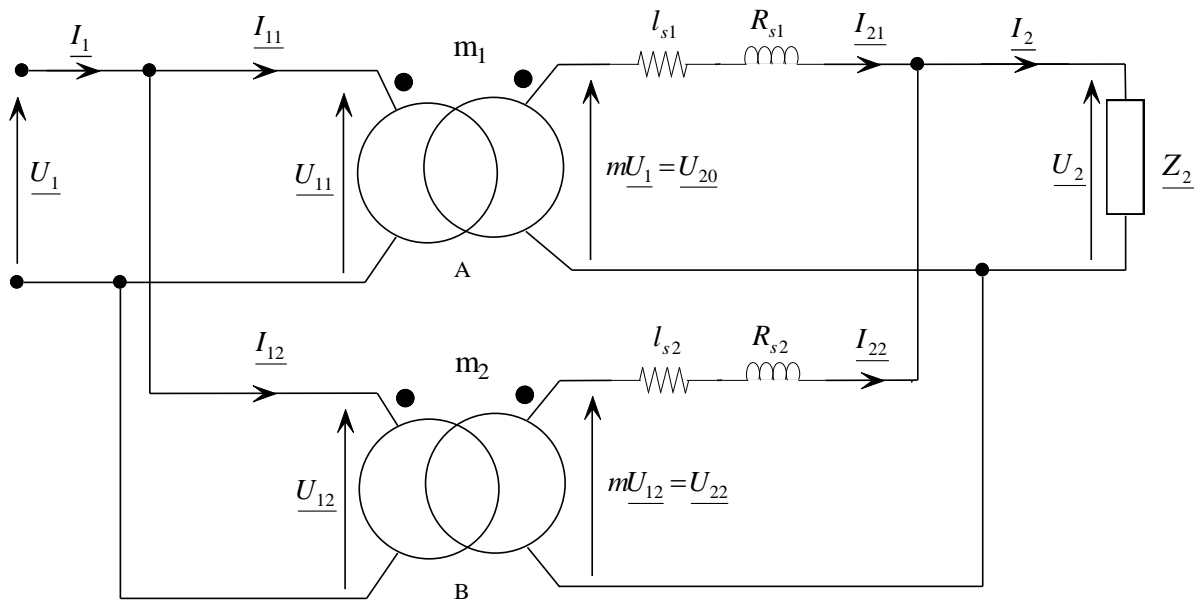 I1
I11
m1
ls1
Rs1
I21
I2
U1
U11
mU1 = U20
U2
Z2
A
I12
m2
ls2
Rs2
I22
U12
mU12 = U22
B